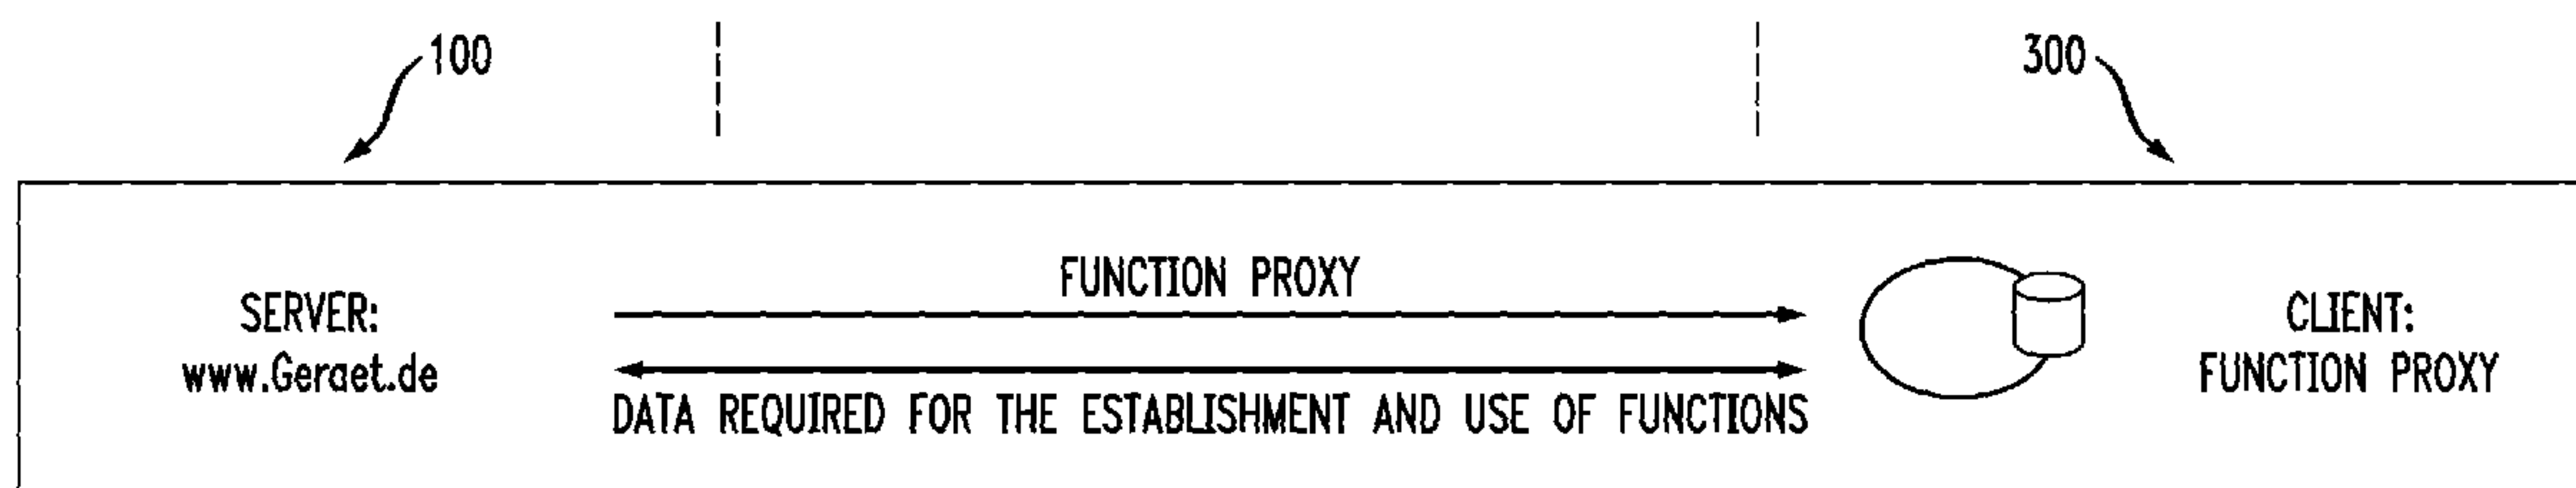 100
300
FUNCTION PROXY
SERVER:
www.Geraet.de
CLIENT:
FUNCTION PROXY
DATA REQUIRED FOR THE ESTABLISHMENT AND USE OF FUNCTIONS